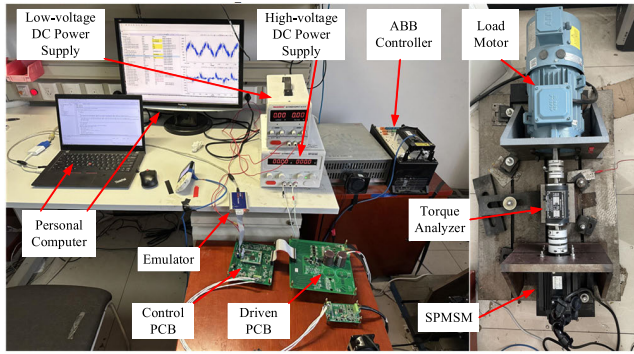 Low-voltage
DC Power
Supply
High-voltage
DC Power
Supply
ABB
Controller
Load
Motor
Personal
Computer
Emulator
Control
PCB
Driven
PCB
Torque
Analyzer
SPMSM